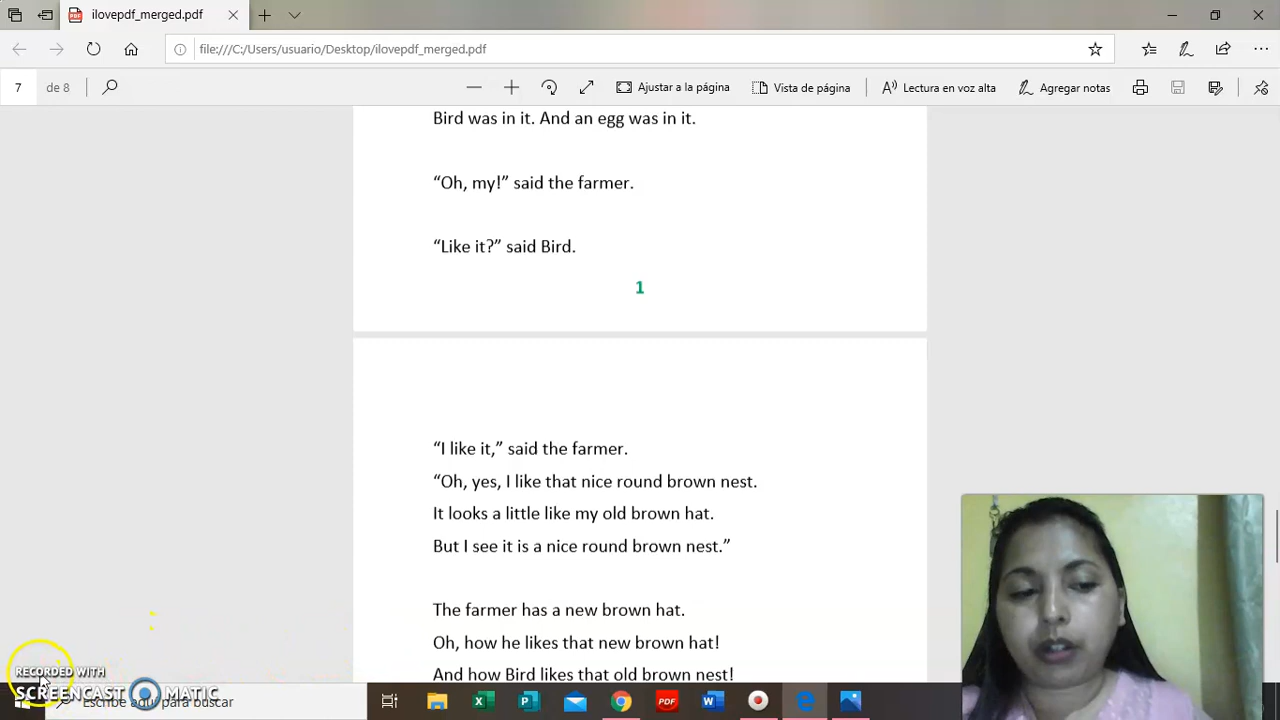 ilovepdf_merged.pdf
file:///C:/Users/usuario/Desktop/ilovepdf_merged.pdf
7 de 8 Ajustar a la página Vista de página Lectura en voz alta Agregar notas
Bird was in it. And an egg was in it.
“Oh, my!” said the farmer.
“Like it?” said Bird.
1
“I like it,” said the farmer.
“Oh, yes, I like that nice round brown nest.
It looks a little like my old brown hat.
But I see it is a nice round brown nest.”
The farmer has a new brown hat.
Oh, how he likes that new brown hat!
And how Bird likes that old brown nest!
RECORDED WITH
SCREENCAST MATIC
Escribe aquí para buscar